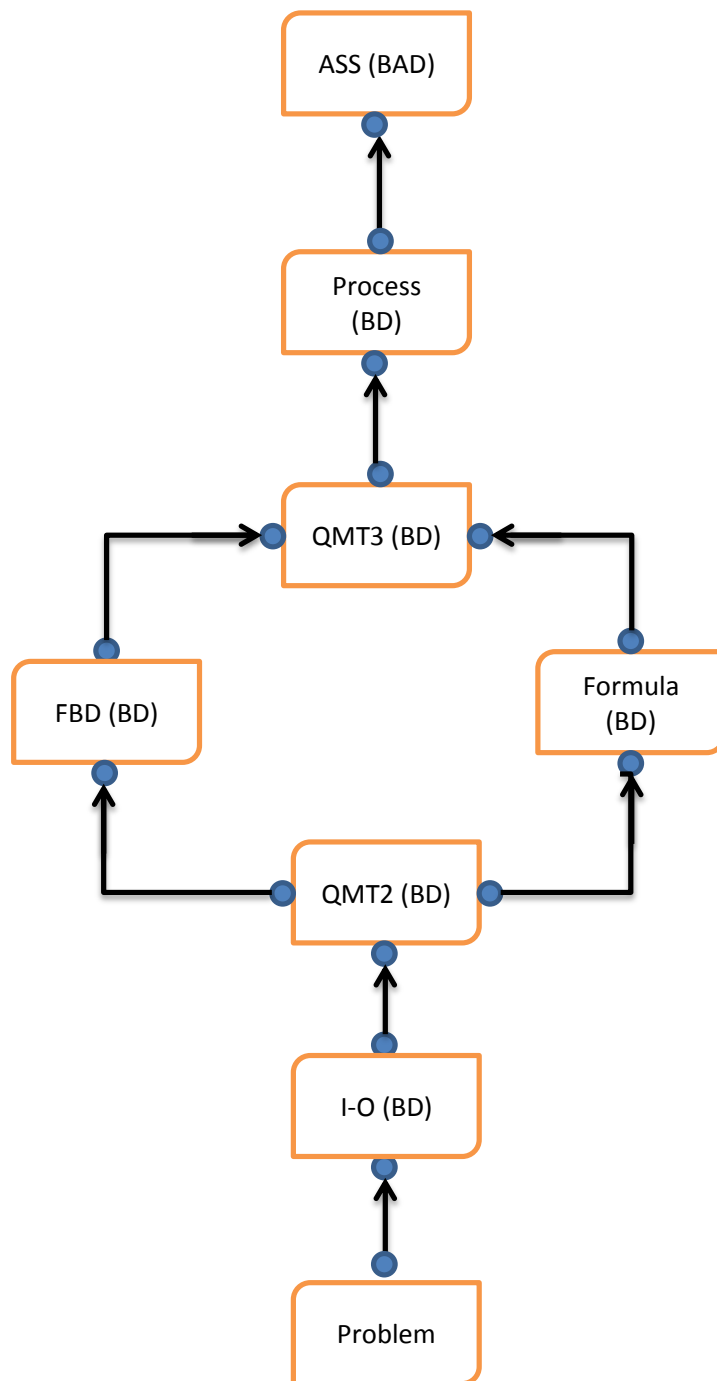 ASS (BAD)
Process
(BD)
QMT3 (BD)
FBD (BD)
Formula
(BD)
QMT2 (BD)
I-O (BD)
Problem